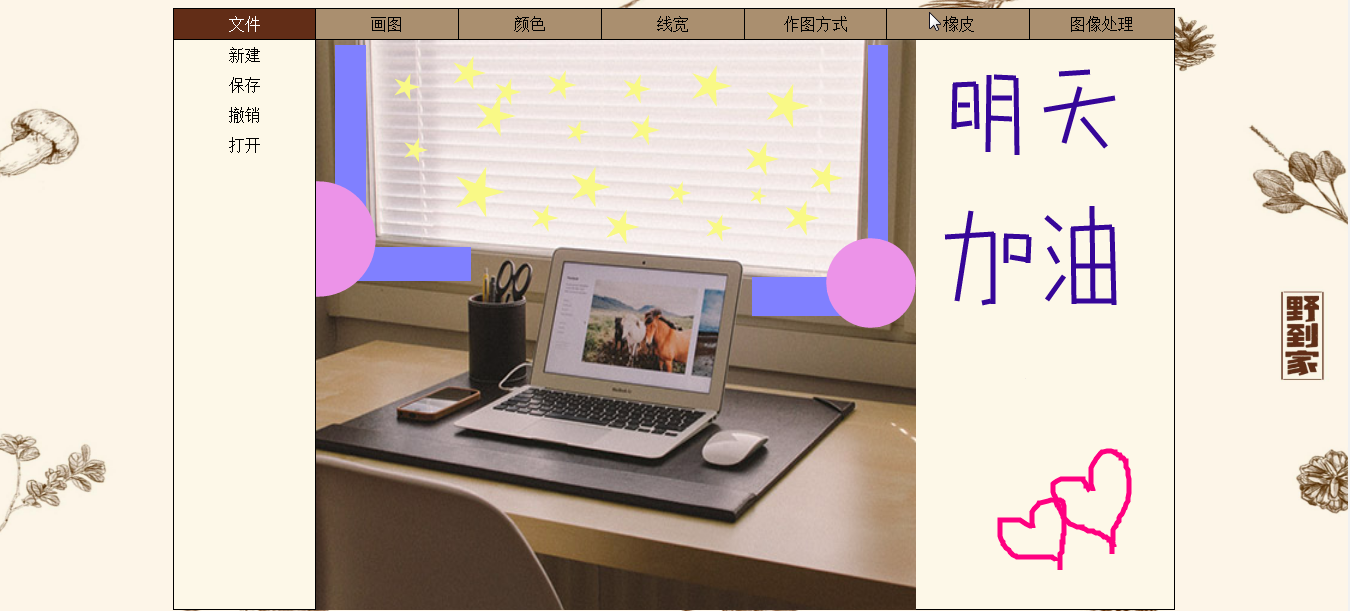 文件 画图 颜色 线宽 作图方式 橡皮 图像处理
新建
保存
撤销
打开
明天
加油
野到家